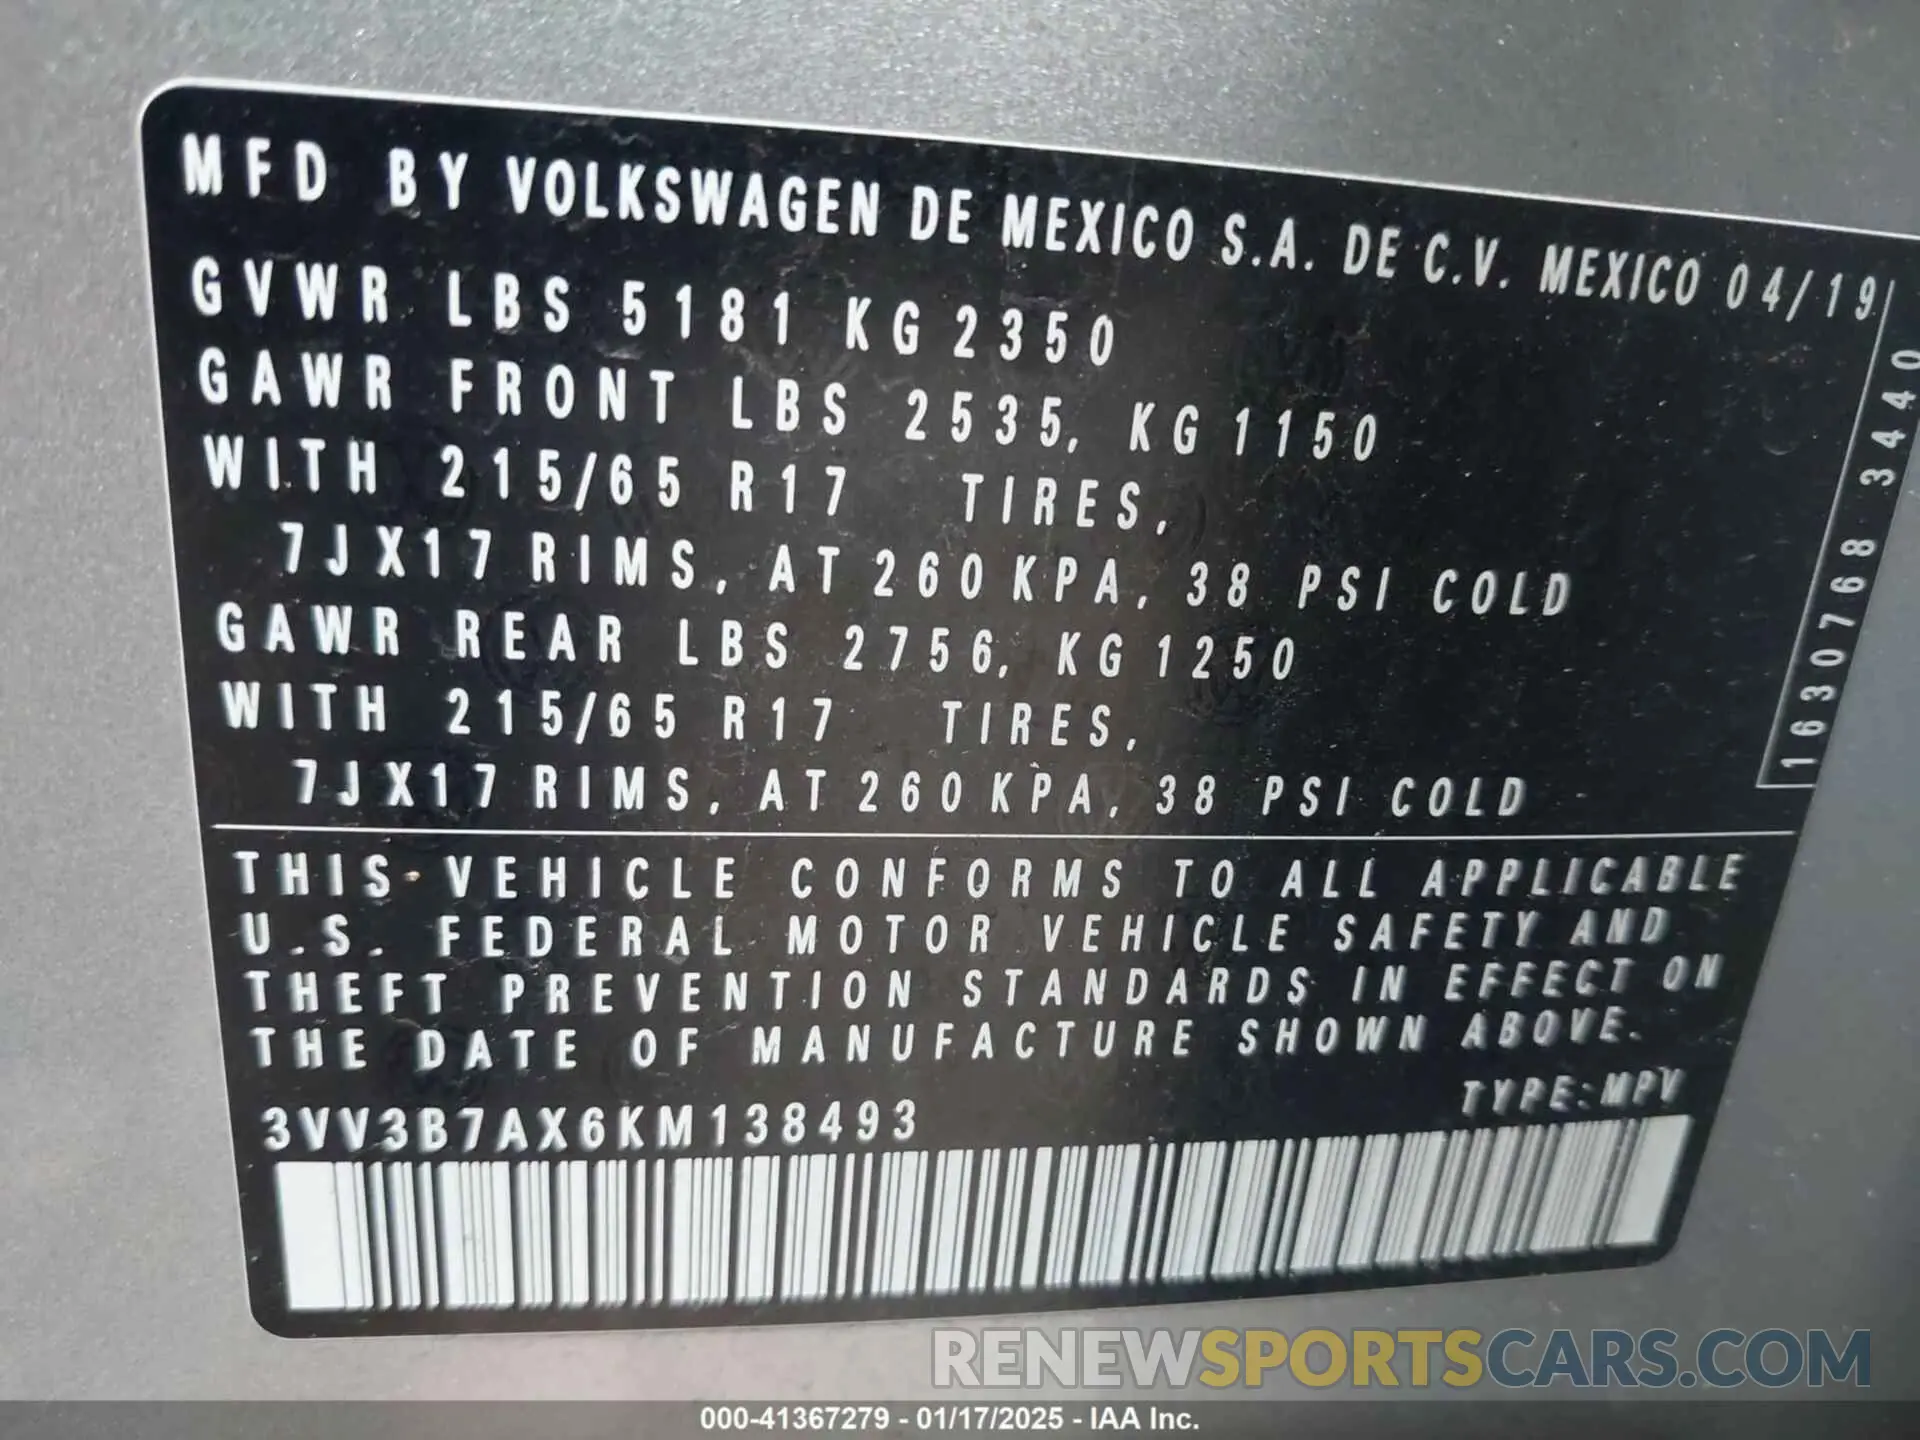 MFD BY VOLKSWAGEN DE MEXICO S.A. DE C.V. MEXICO 04/19
GVWR LBS 5181 KG 2350
GAWR FRONT LBS 2535, KG 1150
WITH 215/65 R17 TIRES,
7JX17 RIMS, AT 260 KPA, 38 PSI COLD
GAWR REAR LBS 2756, KG 1250
WITH 215/65 R17 TIRES,
7JX17 RIMS, AT 260 KPA, 38 PSI COLD
1630768 3440
THIS VEHICLE CONFORMS TO ALL APPLICABLE
U.S. FEDERAL MOTOR VEHICLE SAFETY AND
THEFT PREVENTION STANDARDS IN EFFECT ON
THE DATE OF MANUFACTURE SHOWN ABOVE.
3VV3B7AX6KM138493 TYPE: MPV
RENEWSPORTSCARS.COM
000-41367279 - 01/17/2025 - IAA Inc.